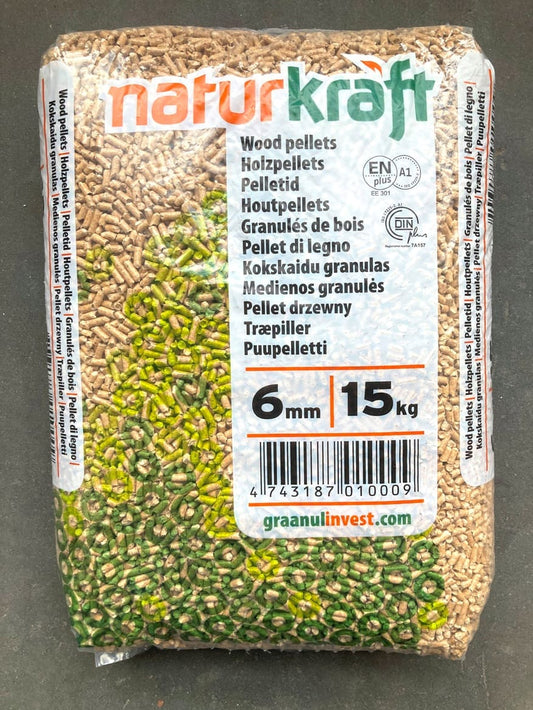 naturkraft
Wood pellets
Holzpellets
Pelletid
Houtpellets
Granulés de bois
Pellet di legno
Kokskaidu granulas
Medienos granulės
Pellet drzewny
Træpiller
Puupelletti
EN
plus
A1
EE 301
DIN
plus
7A157
6mm
15kg
4 743187 010009
graanulinvest.com
Wood pellets | Holzpellets | Pelletid | Houtpellets | Granulés de bois | Pellet di legno |
Kokskaidu granulas | Medienos granulės | Pellet drzewny | Træpiller | Puupelletti
Wood pellets | Holzpellets | Pelletid | Houtpellets | Granulés de bois | Pellet di legno |
Kokskaidu granulas | Medienos granulės | Pellet drzewny | Træpiller | Puupelletti